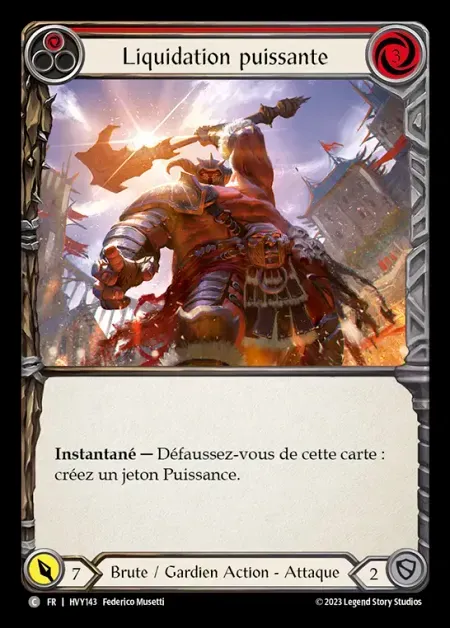 Liquidation puissante
3
Instantané — Défaussez-vous de cette carte :
créez un jeton Puissance.
7
Brute / Gardien Action - Attaque
2
C FR | HVY143 Federico Musetti
© 2023 Legend Story Studios